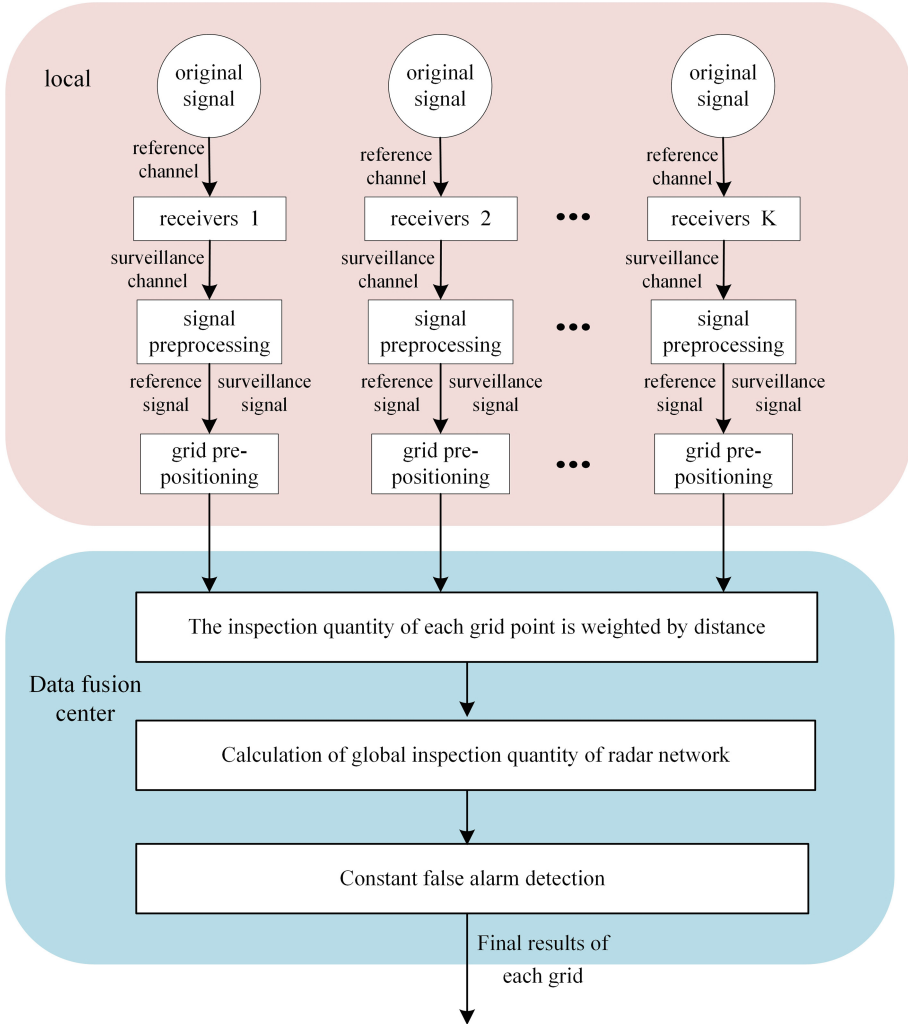 local
original
signal
original
signal
original
signal
reference
channel
reference
channel
reference
channel
receivers 1
receivers 2
•••
receivers K
surveillance
channel
surveillance
channel
surveillance
channel
signal
preprocessing
signal
preprocessing
•••
signal
preprocessing
reference
signal
surveillance
signal
reference
signal
surveillance
signal
reference
signal
surveillance
signal
grid pre-
positioning
grid pre-
positioning
•••
grid pre-
positioning
The inspection quantity of each grid point is weighted by distance
Data fusion
center
Calculation of global inspection quantity of radar network
Constant false alarm detection
Final results of
each grid